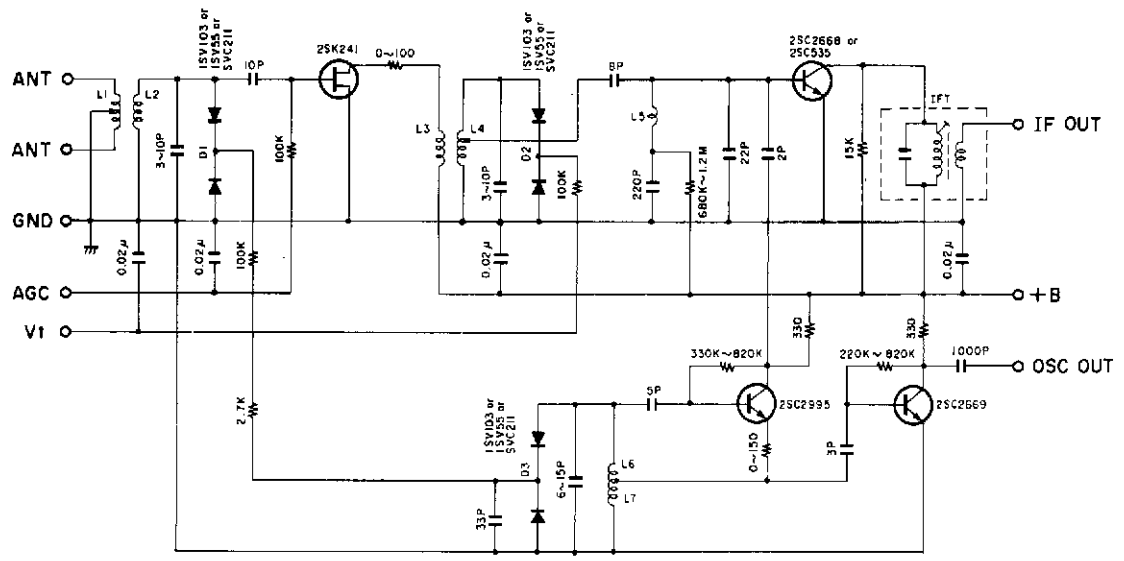 1SV103 or
1SV55 or
SVC211
2SK241
0~100
1SV103 or
1SV55 or
SVC211
2SC2668 or
2SC535
ANT
L1
L2
10P
8P
IFT
IF OUT
L3
L4
L5
ANT
3~10P
D1
100K
3~10P
D2
100K
220P
680K~1.2M
22P
2P
15K
GND
0.02μ
0.02μ
100K
0.02μ
0.02μ
AGC
+B
Vt
330
330
330K~820K
220K~820K
1000P
OSC OUT
2.7K
1SV103 or
1SV55 or
SVC211
5P
2SC2995
2SC2669
D3
6~15P
L6
L7
0~150
3P
33P